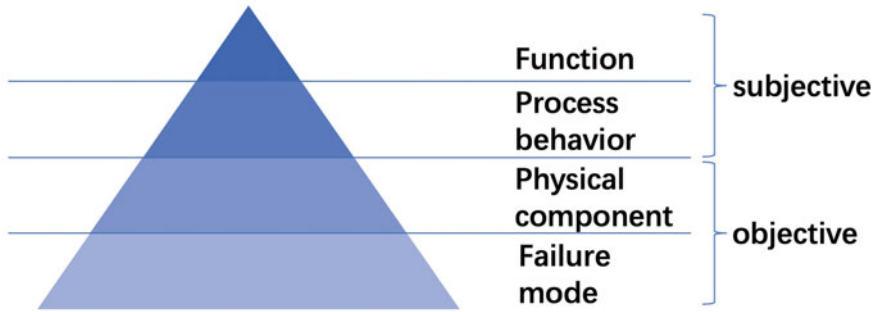 Function
subjective
Process
behavior
Physical
component
objective
Failure
mode